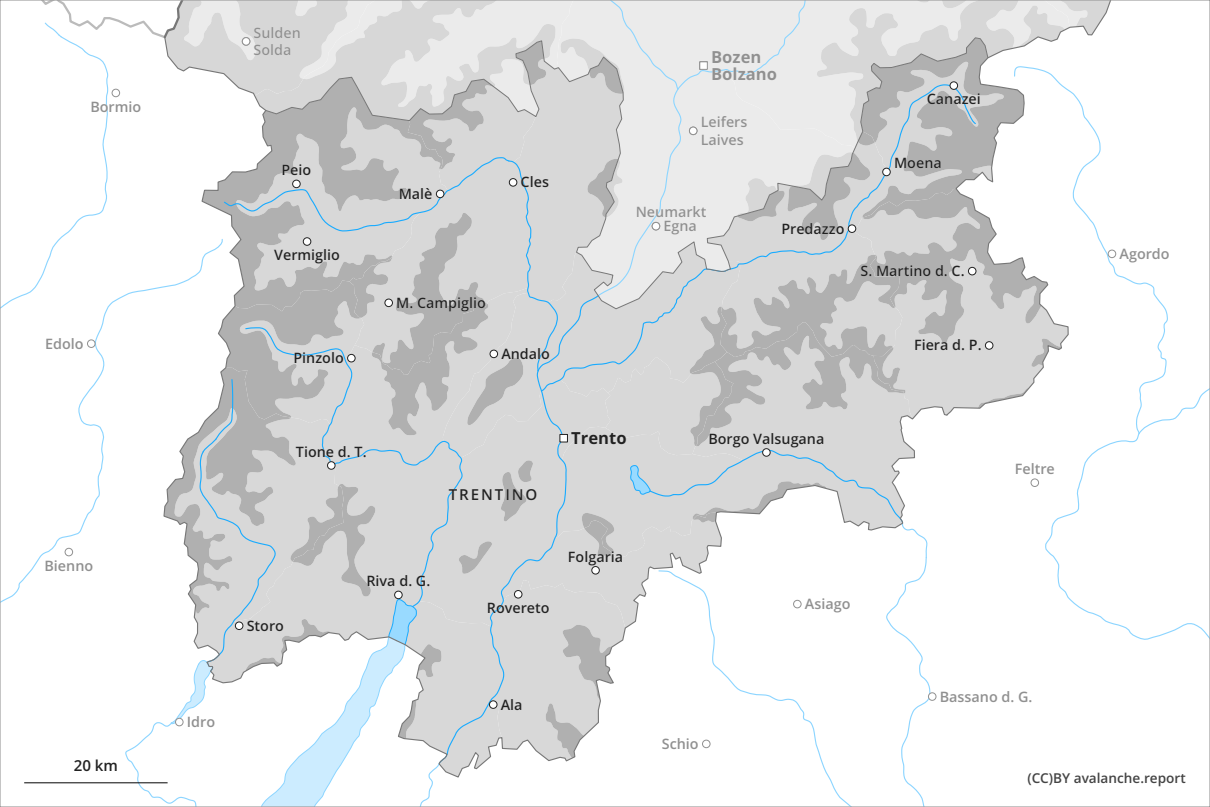 Sulden
Solda
Bozen
Bolzano
Bormio
Canazei
Leifers
Laives
Moena
Peio
Malè
Cles
Neumarkt
Egna
Predazzo
Vermiglio
Agordo
S. Martino d. C.
M. Campiglio
Edolo
Pinzolo
Andalo
Fiera d. P.
Trento
Borgo Valsugana
Tione d. T.
Feltre
TRENTINO
Bienno
Folgaria
Riva d. G.
Rovereto
Asiago
Storo
Bassano d. G.
Ala
Idro
Schio
20 km
(CC)BY avalanche.report